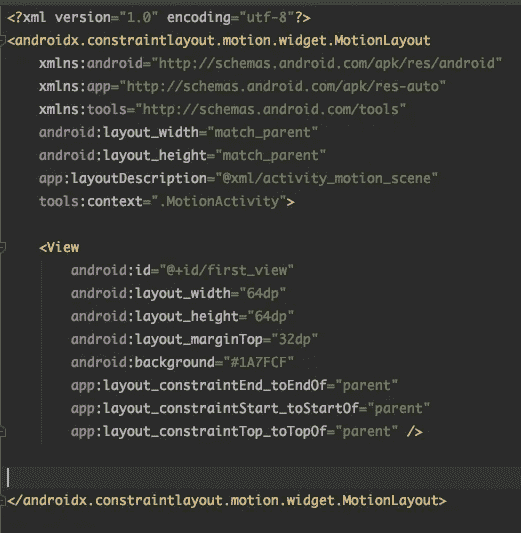 <?xml version="1.0" encoding="utf-8"?>
<androidx.constraintlayout.motion.widget.MotionLayout
    xmlns:android="http://schemas.android.com/apk/res/android"
    xmlns:app="http://schemas.android.com/apk/res-auto"
    xmlns:tools="http://schemas.android.com/tools"
    android:layout_width="match_parent"
    android:layout_height="match_parent"
    app:layoutDescription="@xml/activity_motion_scene"
    tools:context=".MotionActivity">
    <View
        android:id="@+id/first_view"
        android:layout_width="64dp"
        android:layout_height="64dp"
        android:layout_marginTop="32dp"
        android:background="#1A7FCF"
        app:layout_constraintEnd_toEndOf="parent"
        app:layout_constraintStart_toStartOf="parent"
        app:layout_constraintTop_toTopOf="parent" />
</androidx.constraintlayout.motion.widget.MotionLayout>